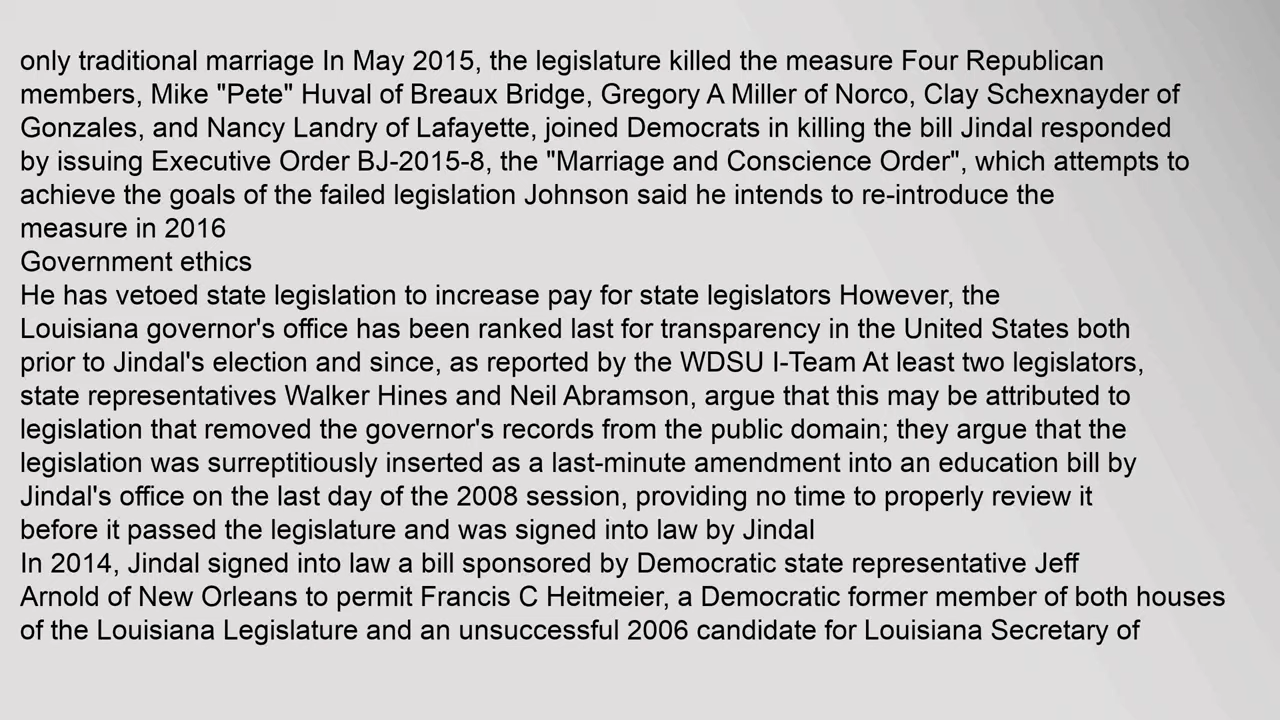 only traditional marriage In May 2015, the legislature killed the measure Four Republican
members, Mike "Pete" Huval of Breaux Bridge, Gregory A Miller of Norco, Clay Schexnayder of
Gonzales, and Nancy Landry of Lafayette, joined Democrats in killing the bill Jindal responded
by issuing Executive Order BJ-2015-8, the "Marriage and Conscience Order", which attempts to
achieve the goals of the failed legislation Johnson said he intends to re-introduce the
measure in 2016
Government ethics
He has vetoed state legislation to increase pay for state legislators However, the
Louisiana governor's office has been ranked last for transparency in the United States both
prior to Jindal's election and since, as reported by the WDSU I-Team At least two legislators,
state representatives Walker Hines and Neil Abramson, argue that this may be attributed to
legislation that removed the governor's records from the public domain; they argue that the
legislation was surreptitiously inserted as a last-minute amendment into an education bill by
Jindal's office on the last day of the 2008 session, providing no time to properly review it
before it passed the legislature and was signed into law by Jindal
In 2014, Jindal signed into law a bill sponsored by Democratic state representative Jeff
Arnold of New Orleans to permit Francis C Heitmeier, a Democratic former member of both houses
of the Louisiana Legislature and an unsuccessful 2006 candidate for Louisiana Secretary of